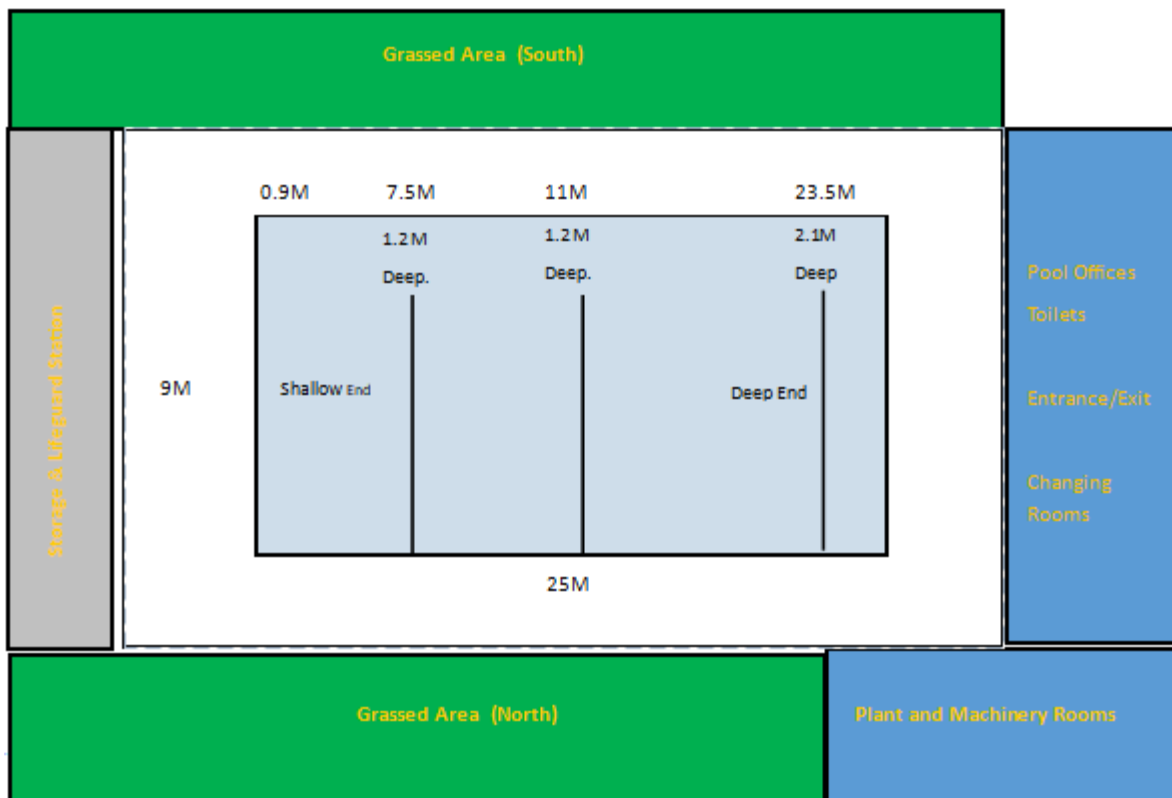 Grassed Area (South)
0.9M 7.5M 11M 23.5M
1.2M 1.2M 2.1M
Deep. Deep. Deep
Pool Offices
Toilets
Storage & Lifeguard Station
9M Shallow End Deep End
Entrance/Exit
Changing
Rooms
25M
Grassed Area (North)
Plant and Machinery Rooms